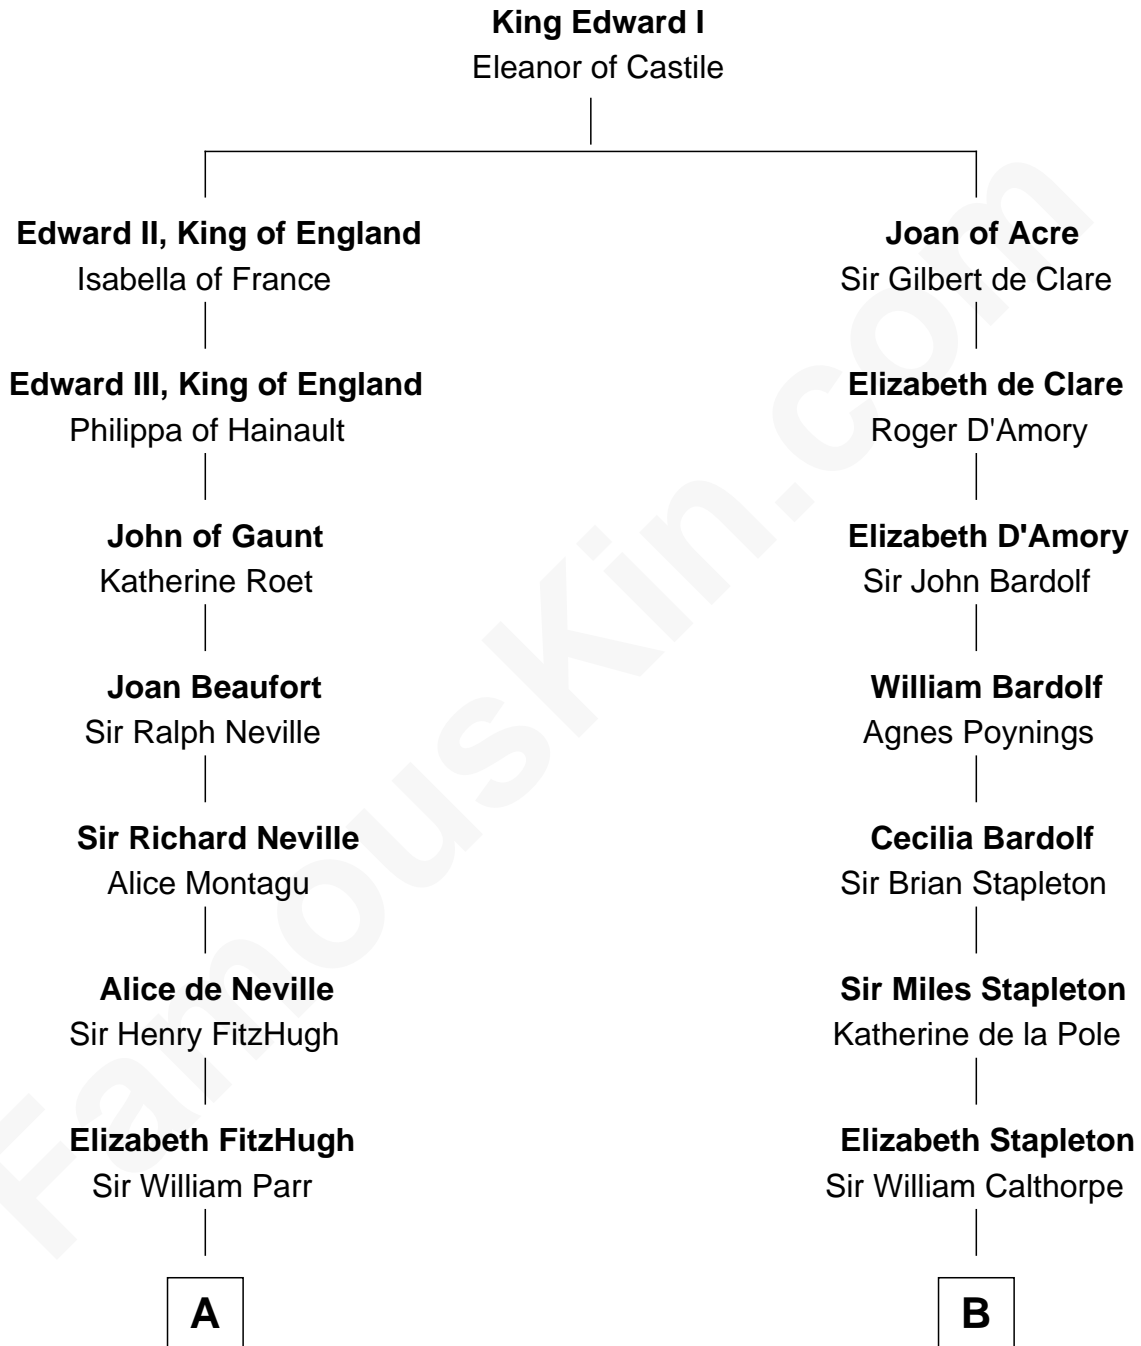 King Edward I
Eleanor of Castile
Edward II, King of England
Isabella of France
Joan of Acre
Sir Gilbert de Clare
Edward III, King of England
Philippa of Hainault
Elizabeth de Clare
Roger D'Amory
John of Gaunt
Katherine Roet
Elizabeth D'Amory
Sir John Bardolf
Joan Beaufort
Sir Ralph Neville
William Bardolf
Agnes Poynings
Sir Richard Neville
Alice Montagu
Cecilia Bardolf
Sir Brian Stapleton
Alice de Neville
Sir Henry FitzHugh
Sir Miles Stapleton
Katherine de la Pole
Elizabeth FitzHugh
Sir William Parr
Elizabeth Stapleton
Sir William Calthorpe
A
B
FamousKin.com